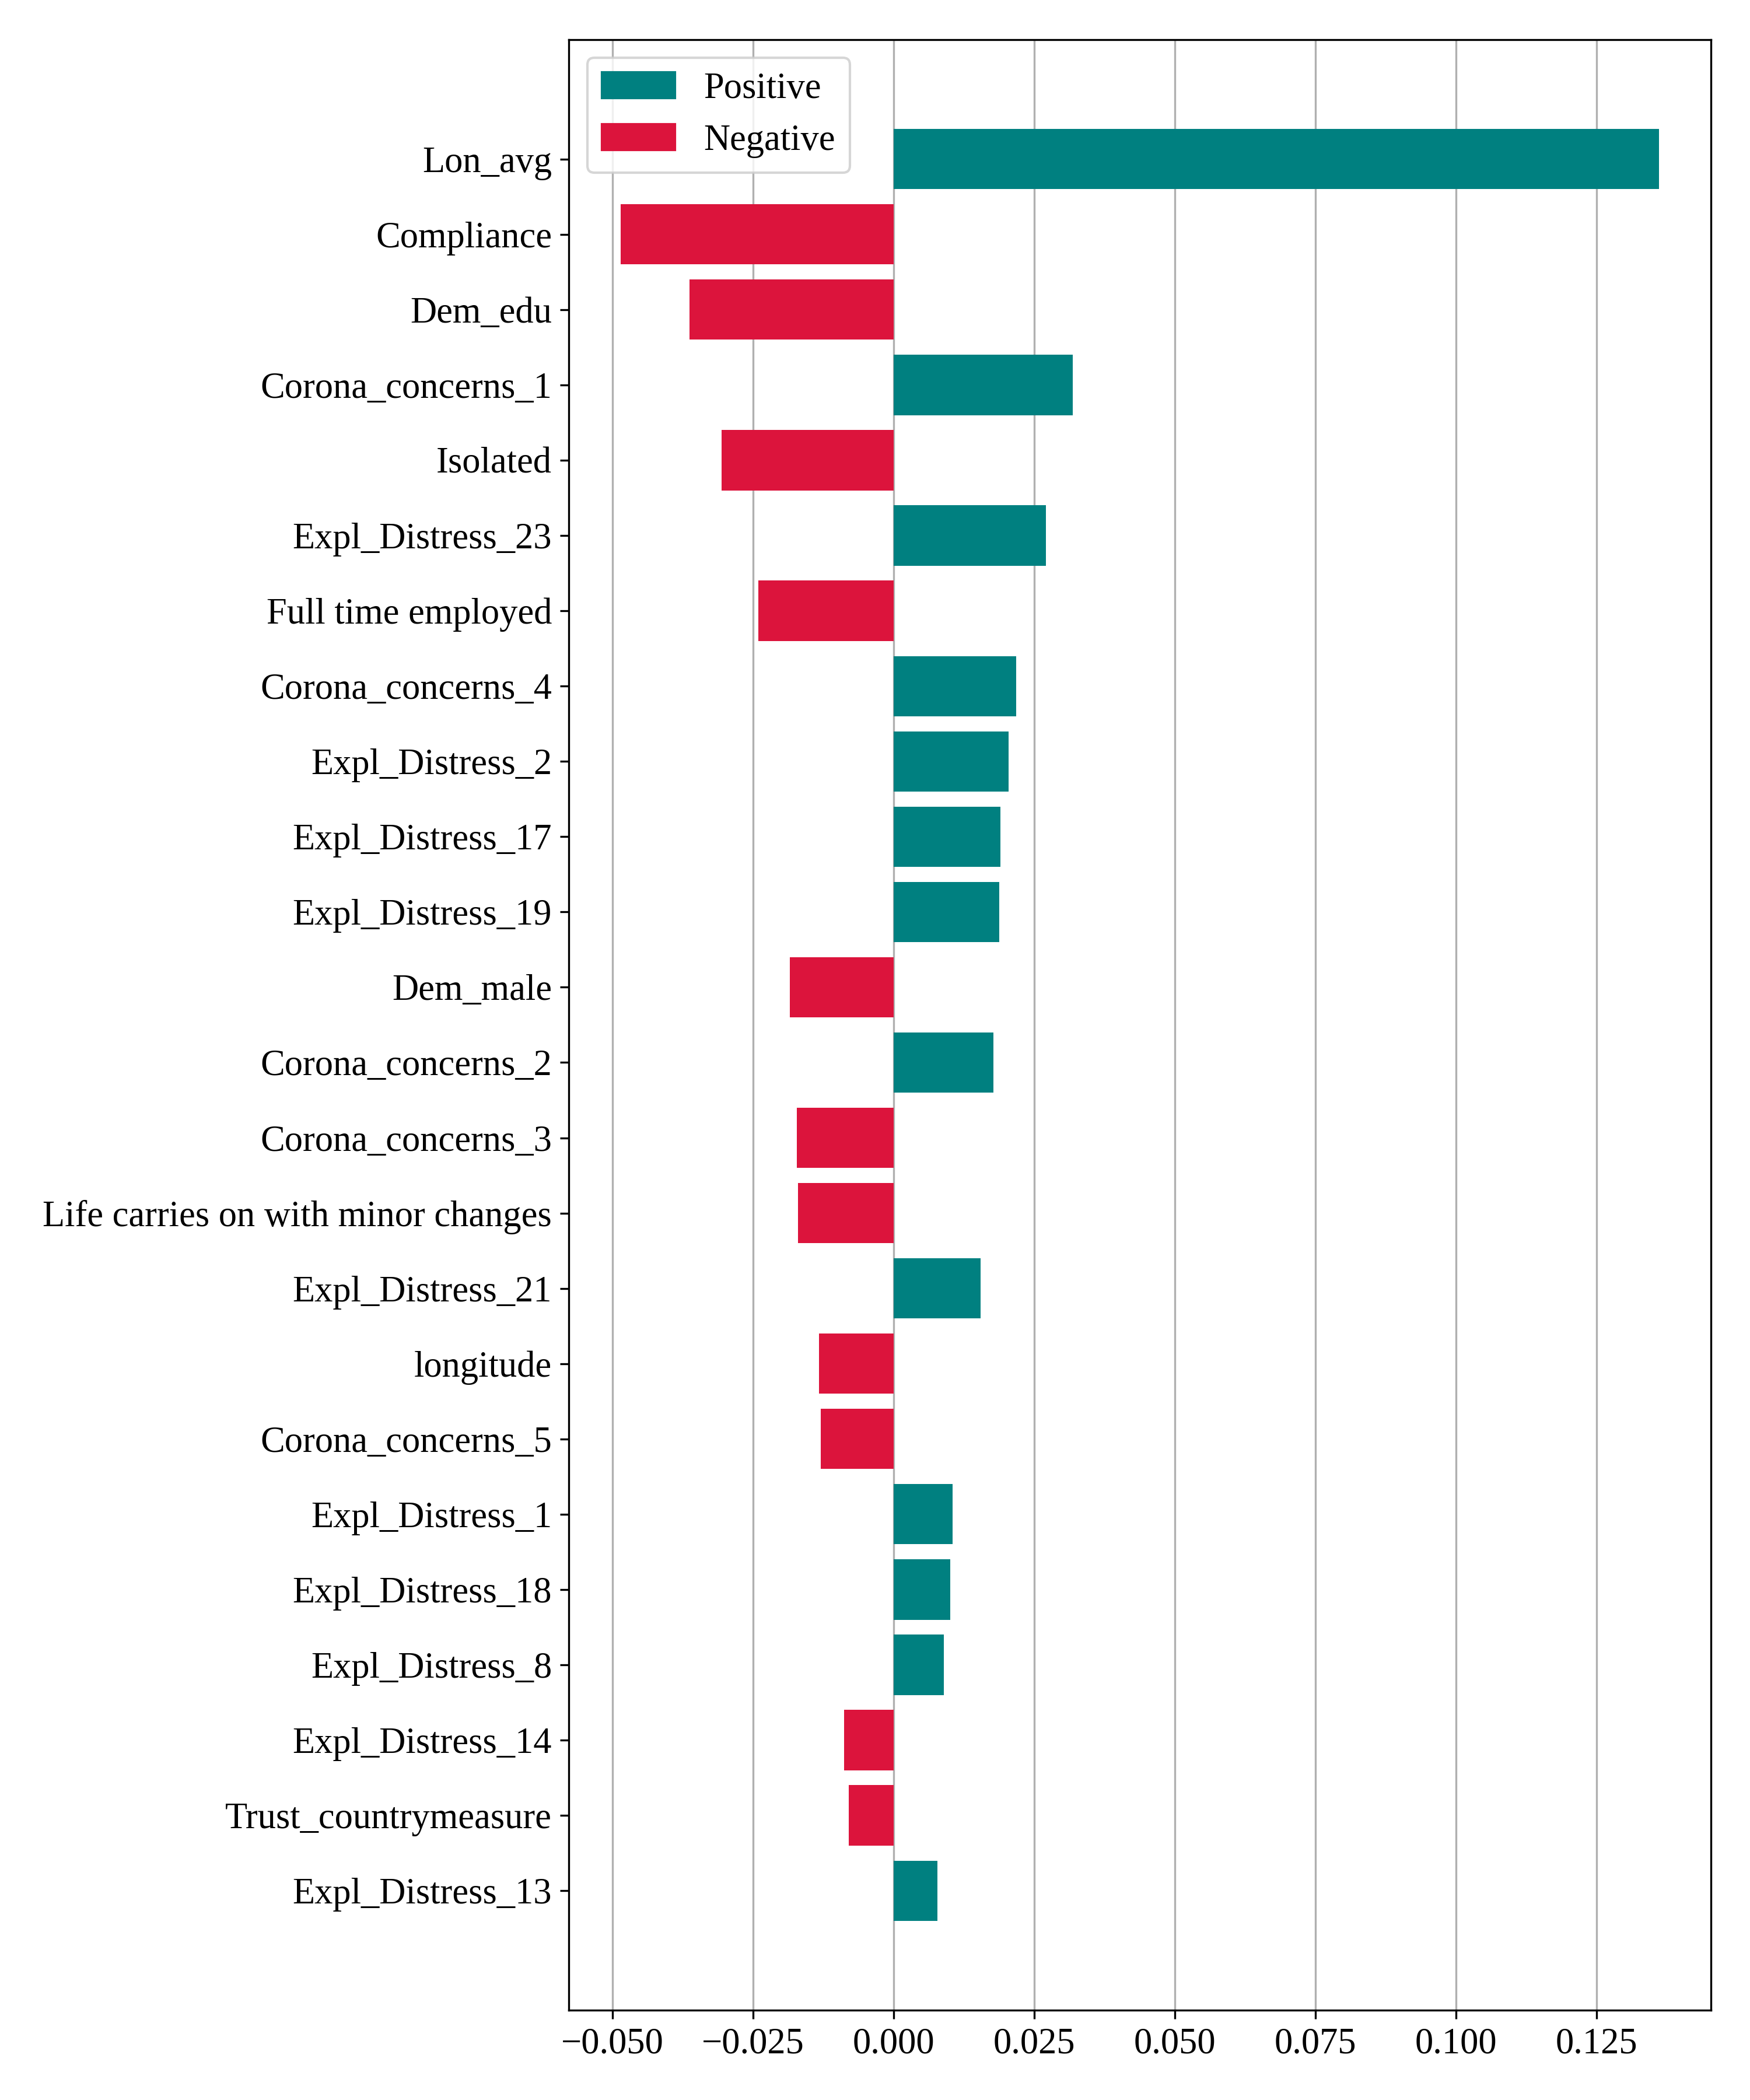 Positive
Negative
Lon_avg
Compliance
Dem_edu
Corona_concerns_1
Isolated
Expl_Distress_23
Full time employed
Corona_concerns_4
Expl_Distress_2
Expl_Distress_17
Expl_Distress_19
Dem_male
Corona_concerns_2
Corona_concerns_3
Life carries on with minor changes
Expl_Distress_21
longitude
Corona_concerns_5
Expl_Distress_1
Expl_Distress_18
Expl_Distress_8
Expl_Distress_14
Trust_countrymeasure
Expl_Distress_13
−0.050 −0.025 0.000 0.025 0.050 0.075 0.100 0.125